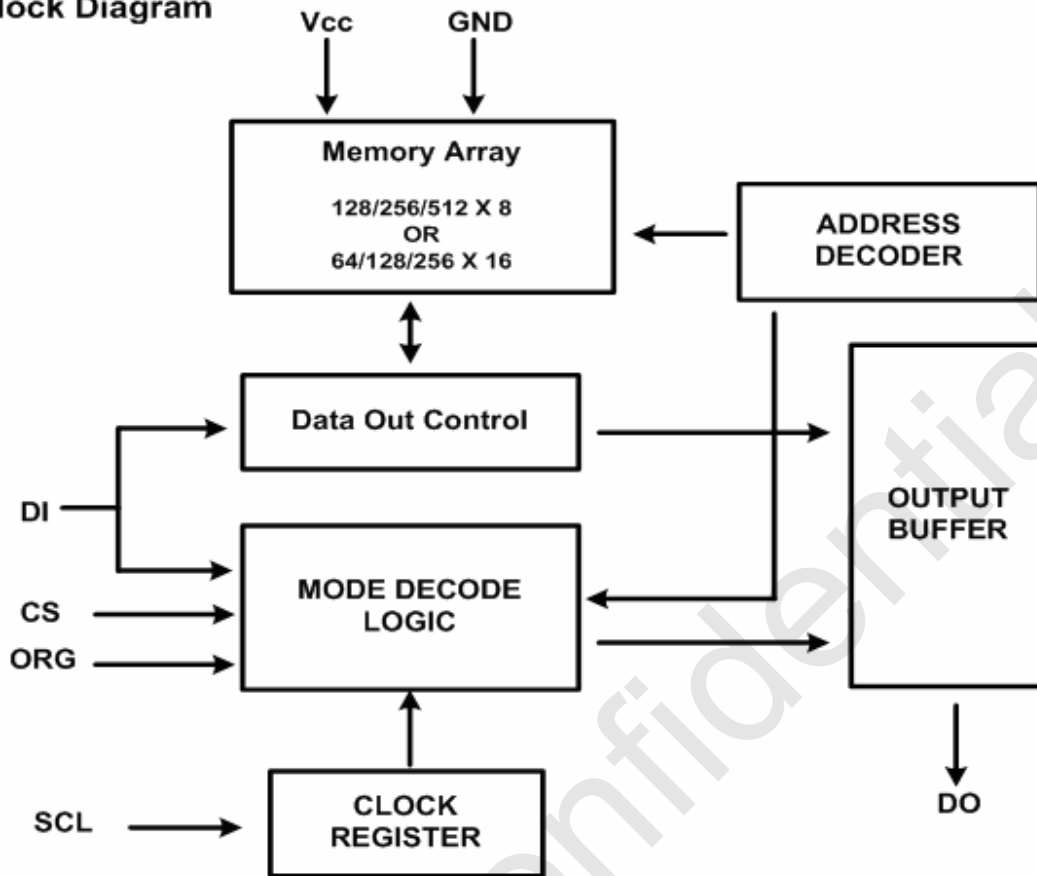 lock Diagram
Vcc
GND
Memory Array
128/256/512 X 8
OR
64/128/256 X 16
ADDRESS
DECODER
Data Out Control
OUTPUT
BUFFER
DI
MODE DECODE
LOGIC
CS
ORG
CLOCK
REGISTER
SCL
DO
onfidential